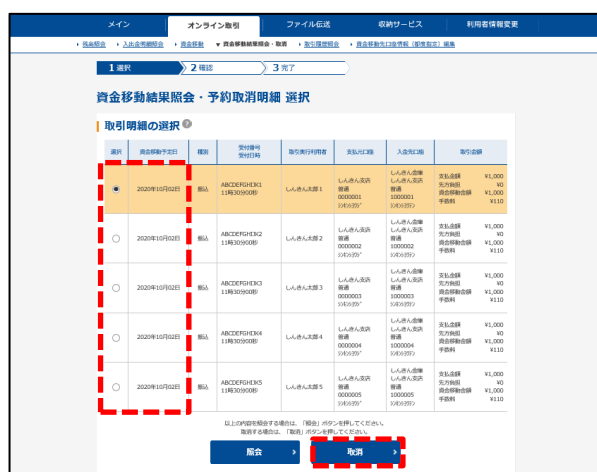 メイン オンライン取引 ファイル伝送 収納サービス 利用者情報変更
残高照会 入出金明細照会 資金移動 資金移動結果照会・取消 取引履歴照会 資金移動先口座情報（都度指定）編集
1 選択 2 確認 3 完了
資金移動結果照会・予約取消明細 選択
取引明細の選択
選択 資金移動予定日 種別 受付番号 受付日時 取引実行利用者 支払元口座 入金先口座 取引金額
2020年10月02日 振込 ABCDEFGHIJK1 11時30分00秒 しんきん太郎1
しんきん支店 普通 0000001
しんきん金庫 しんきん支店 普通 1000001
支払金額 ¥1,000
先方負担 ¥0
資金移動金額 ¥1,000
手数料 ¥110
2020年10月02日 振込 ABCDEFGHIJK2 11時30分00秒 しんきん太郎2
しんきん支店 普通 0000002
しんきん金庫 しんきん支店 普通 1000002
支払金額 ¥1,000
先方負担 ¥0
資金移動金額 ¥1,000
手数料 ¥110
2020年10月02日 振込 ABCDEFGHIJK3 11時30分00秒 しんきん太郎3
しんきん支店 普通 0000003
しんきん金庫 しんきん支店 普通 1000003
支払金額 ¥1,000
先方負担 ¥0
資金移動金額 ¥1,000
手数料 ¥110
2020年10月02日 振込 ABCDEFGHIJK4 11時30分00秒 しんきん太郎4
しんきん支店 普通 0000004
しんきん金庫 しんきん支店 普通 1000004
支払金額 ¥1,000
先方負担 ¥0
資金移動金額 ¥1,000
手数料 ¥110
2020年10月02日 振込 ABCDEFGHIJK5 11時30分00秒 しんきん太郎5
しんきん支店 普通 0000005
しんきん金庫 しんきん支店 普通 1000005
支払金額 ¥1,000
先方負担 ¥0
資金移動金額 ¥1,000
手数料 ¥110
以上の内容を照会する場合は、「照会」ボタンを押してください。
取消する場合は、「取消」ボタンを押してください。
照会 取消